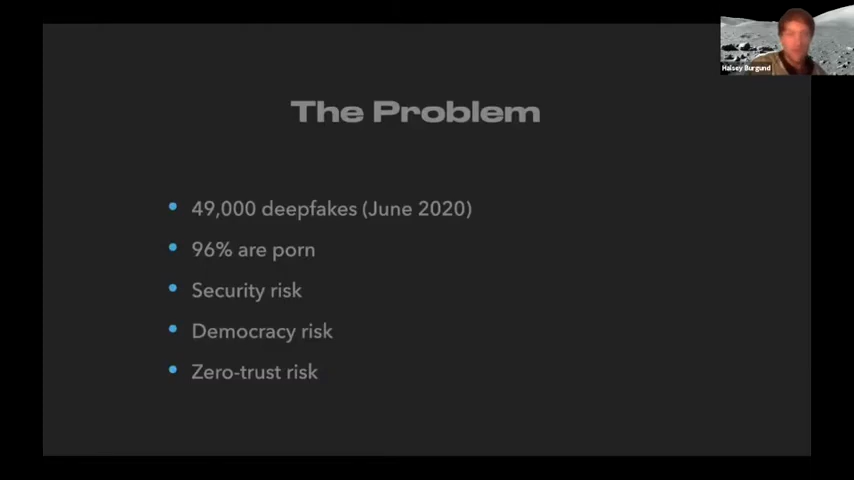 Halsey Burgund
The Problem
49,000 deepfakes (June 2020)
96% are porn
Security risk
Democracy risk
Zero-trust risk